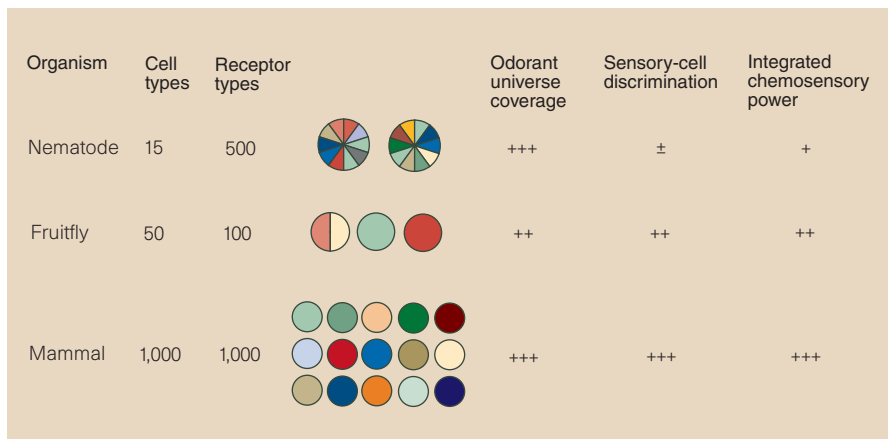 Organism Cell types Receptor types Odorant universe coverage Sensory-cell discrimination Integrated chemosensory power
Nematode 15 500 +++ ± +
Fruitfly 50 100 ++ ++ ++
Mammal 1,000 1,000 +++ +++ +++